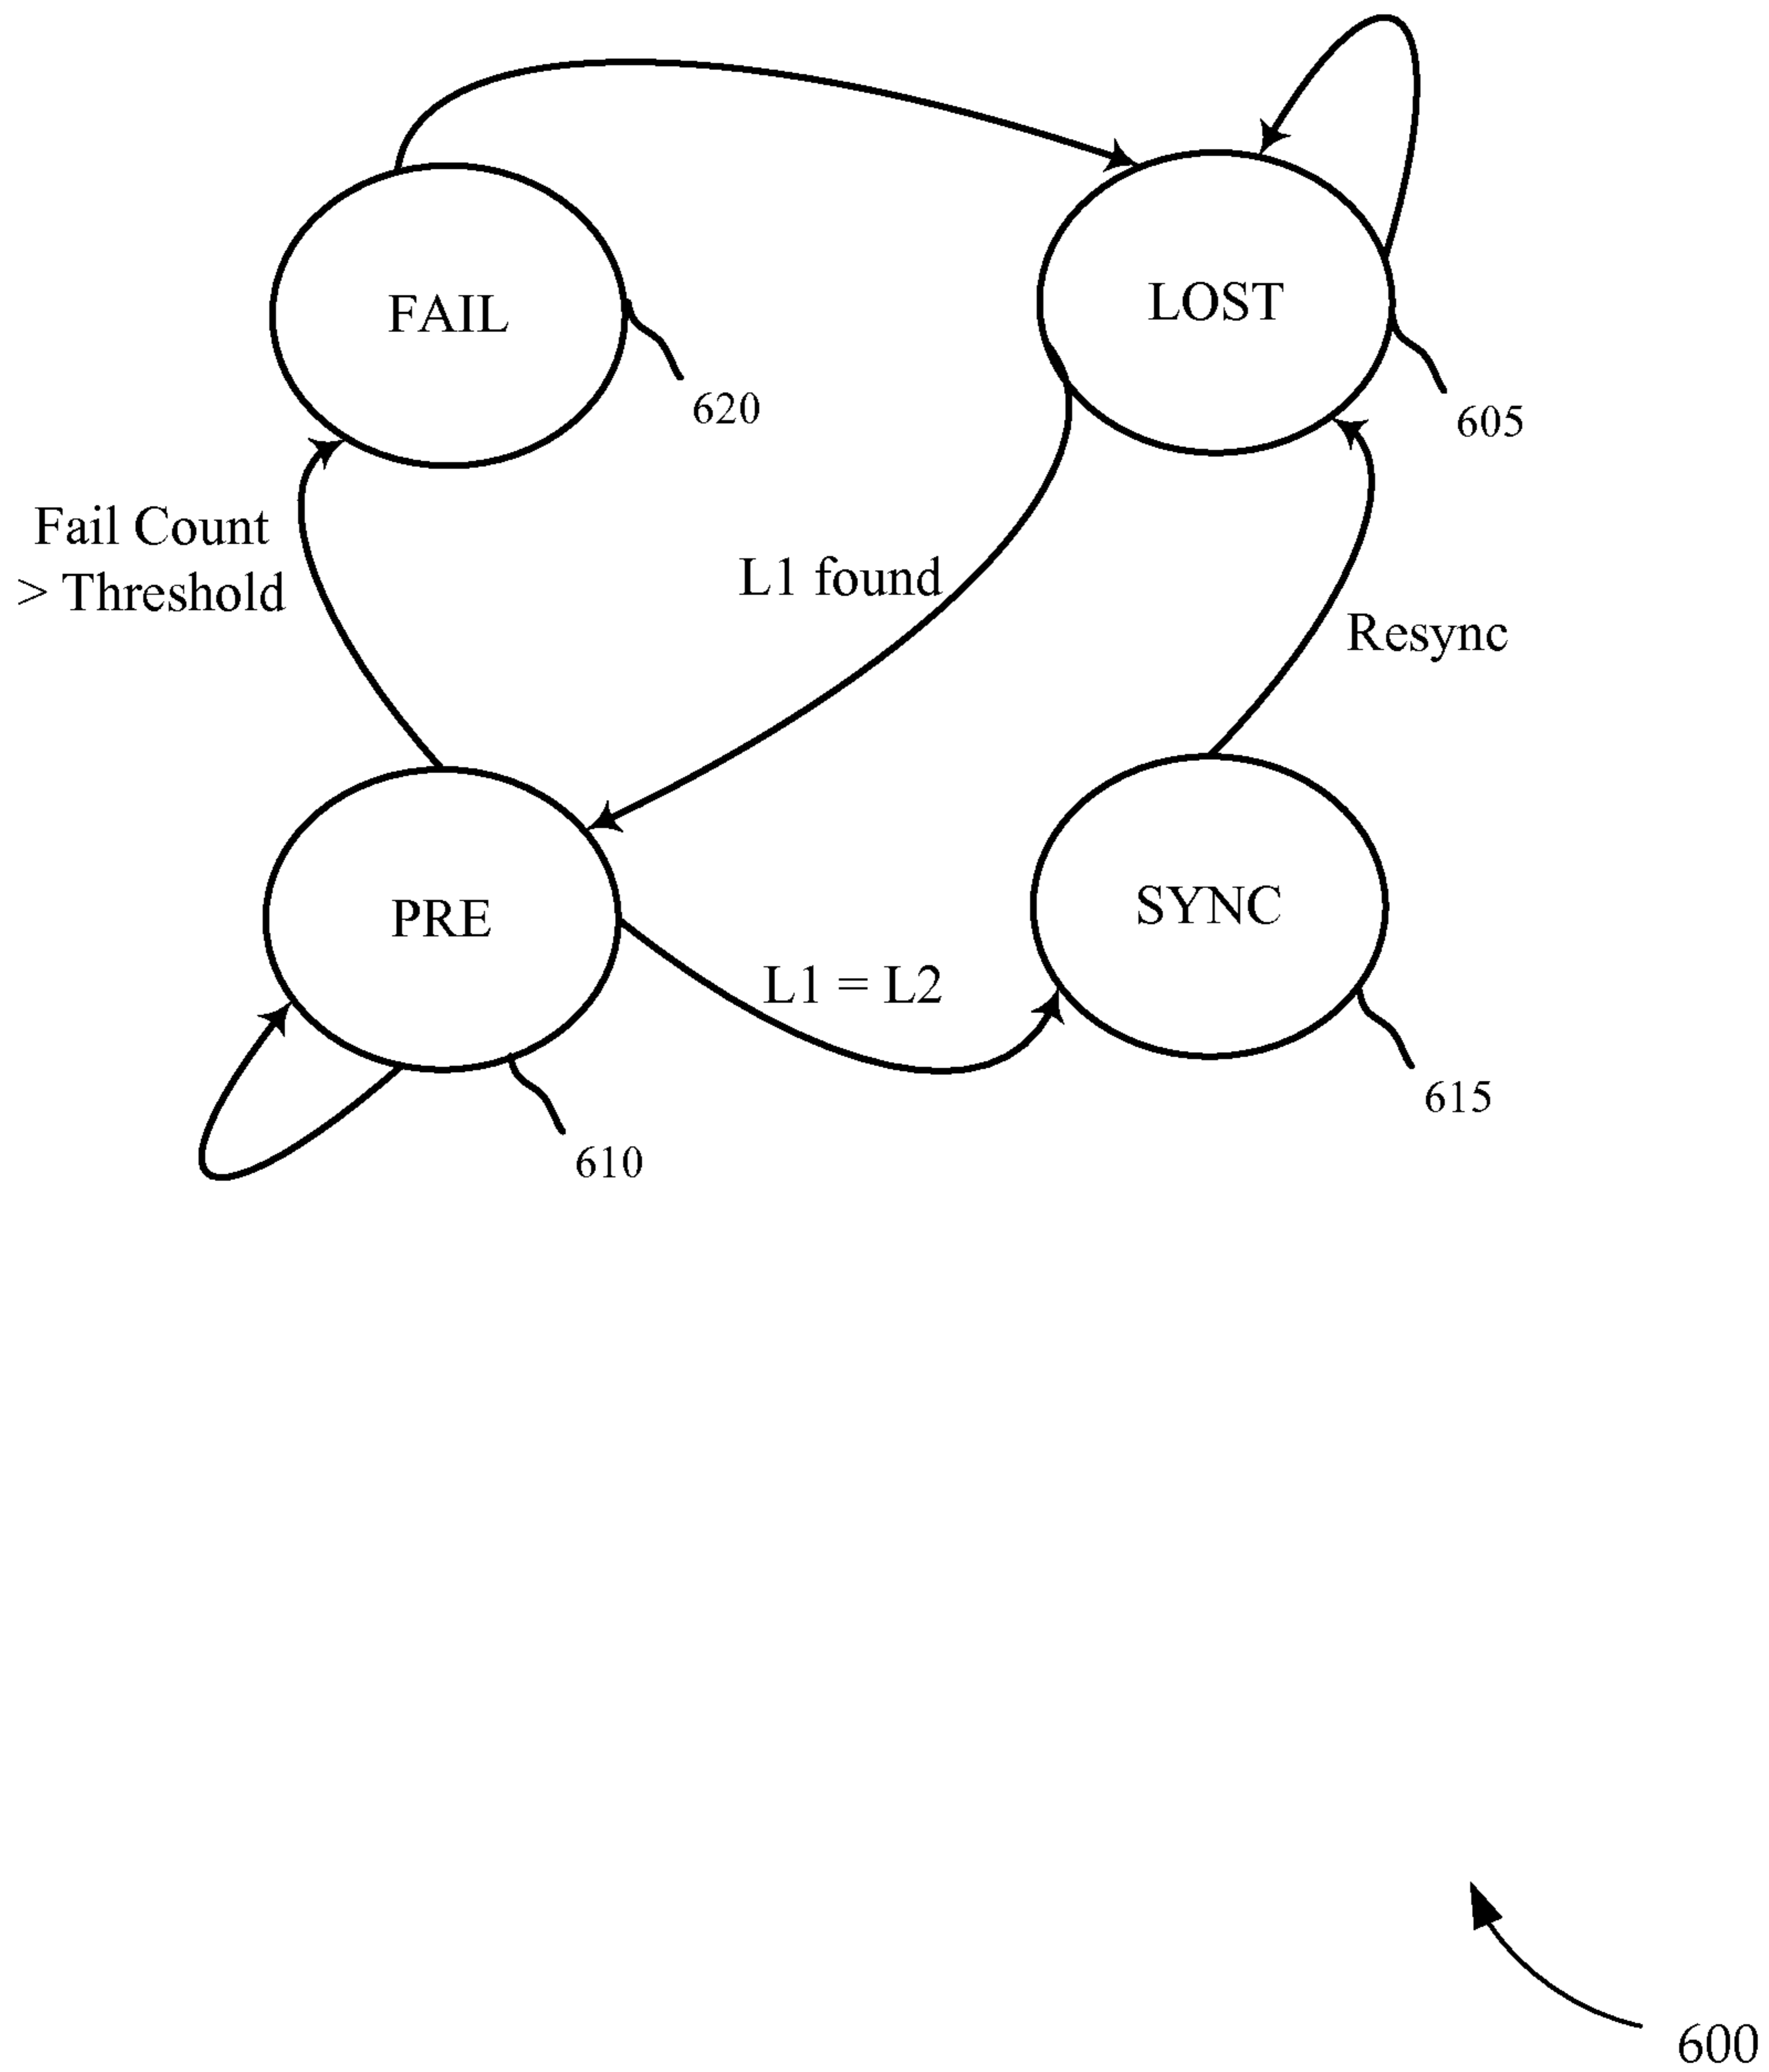 FAIL
LOST
620
605
Fail Count
> Threshold
L1 found
Resync
PRE
SYNC
L1 = L2
615
610
600